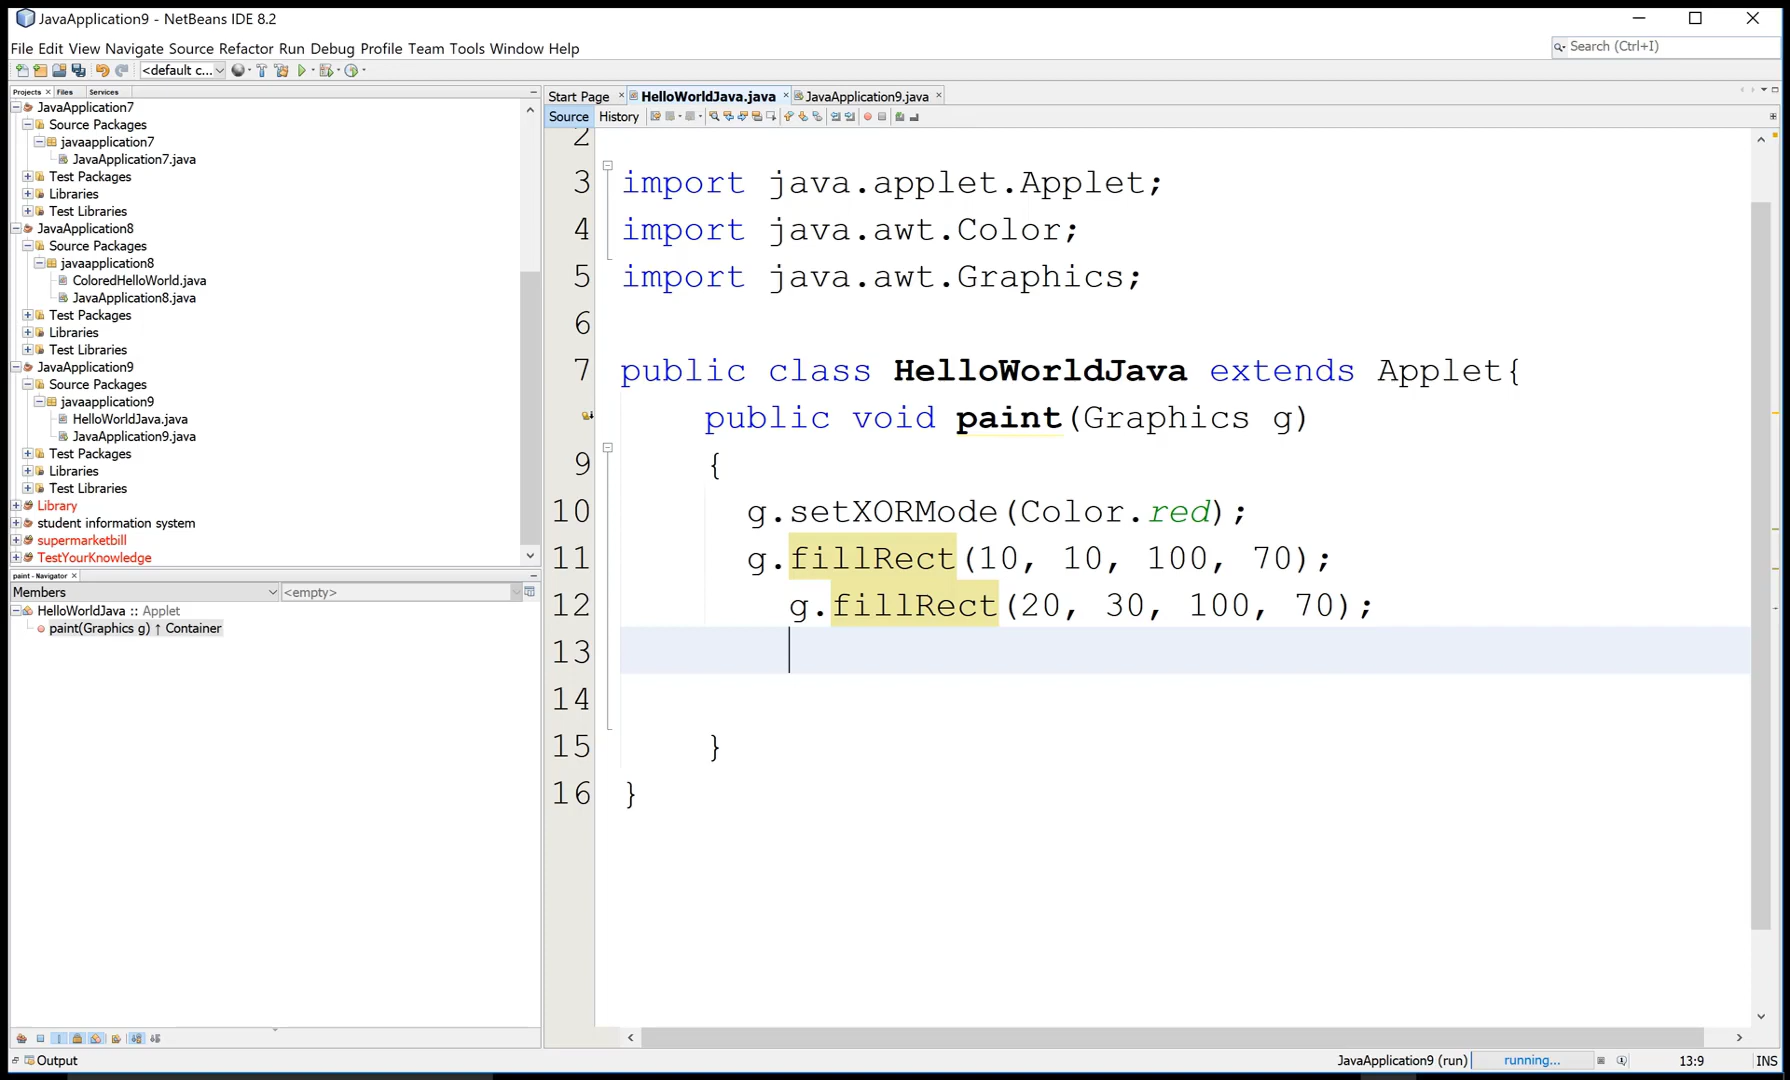 JavaApplication9 - NetBeans IDE 8.2
File Edit View Navigate Source Refactor Run Debug Profile Team Tools Window Help
Search (Ctrl+I)
<default c...
Projects
Files
Services
JavaApplication7
Source Packages
javaapplication7
JavaApplication7.java
Test Packages
Libraries
Test Libraries
JavaApplication8
Source Packages
javaapplication8
ColoredHelloWorld.java
JavaApplication8.java
Test Packages
Libraries
Test Libraries
JavaApplication9
Source Packages
javaapplication9
HelloWorldJava.java
JavaApplication9.java
Test Packages
Libraries
Test Libraries
Library
student information system
supermarketbill
TestYourKnowledge
paint - Navigator
Members
<empty>
HelloWorldJava :: Applet
paint(Graphics g) ↑ Container
Start Page
HelloWorldJava.java
JavaApplication9.java
Source
History
2
3 import java.applet.Applet;
4 import java.awt.Color;
5 import java.awt.Graphics;
6
7 public class HelloWorldJava extends Applet{
public void paint(Graphics g)
9 {
10 g.setXORMode(Color.red);
11 g.fillRect(10, 10, 100, 70);
12 g.fillRect(20, 30, 100, 70);
13
14
15 }
16 }
Output
JavaApplication9 (run)
running...
13:9
INS